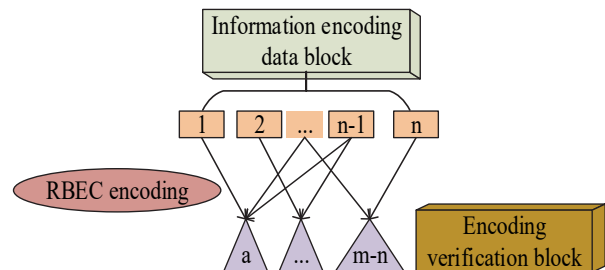 Information encoding
data block
1 2 ... n-1 n
RBEC encoding
a ... m-n
Encoding
verification block